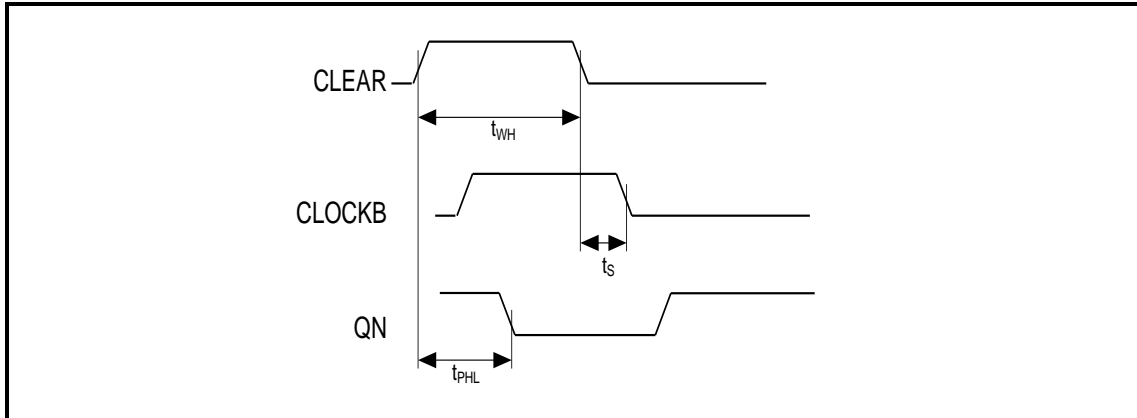 CLEAR
tWH
CLOCKB
tS
QN
tPHL